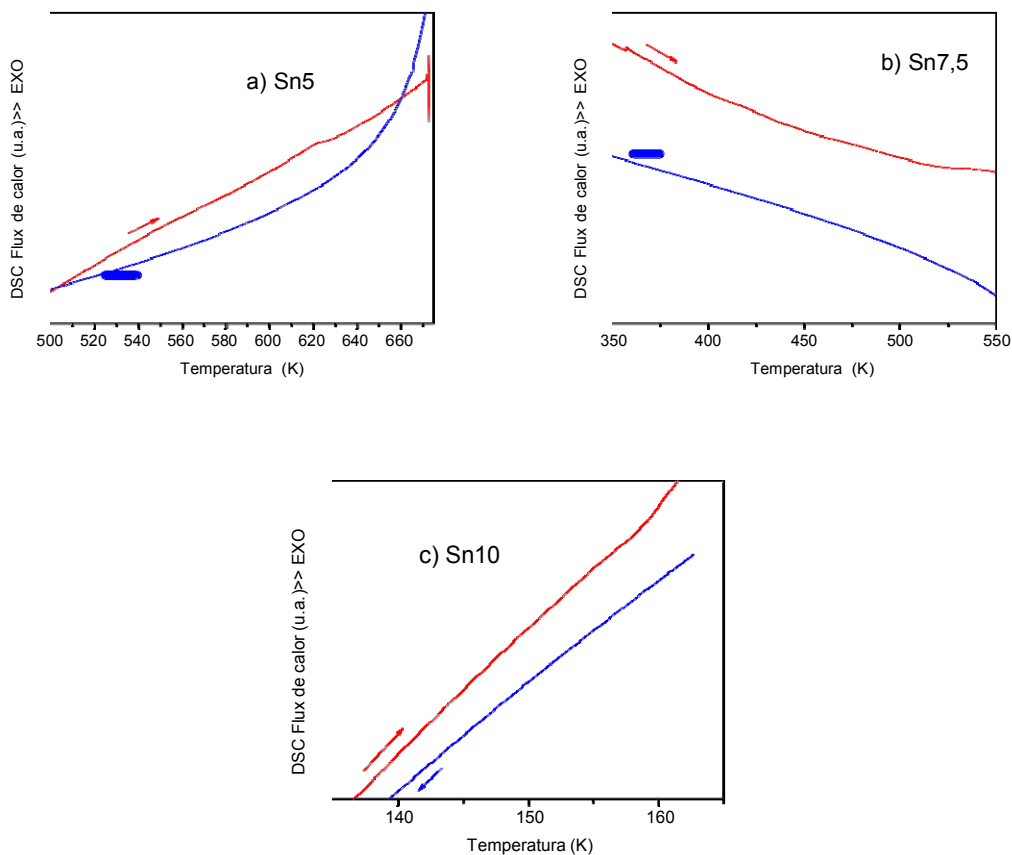 a) Sn5
DSC Flux de calor (u.a.)>> EXO
500 520 540 560 580 600 620 640 660
Temperatura (K)
b) Sn7,5
DSC Flux de calor (u.a.)>> EXO
350 400 450 500 550
Temperatura (K)
c) Sn10
DSC Flux de calor (u.a.)>> EXO
140 150 160
Temperatura (K)